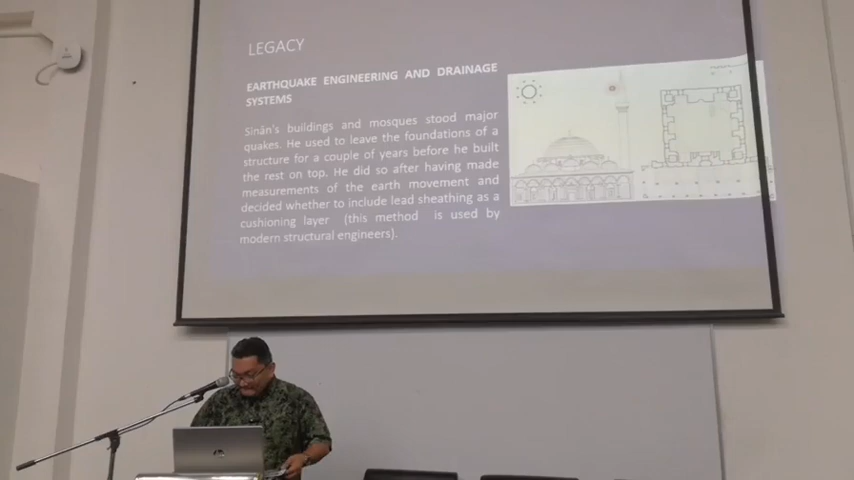 LEGACY
EARTHQUAKE ENGINEERING AND DRAINAGE
SYSTEMS
Sinān's buildings and mosques stood major
quakes. He used to leave the foundations of a
structure for a couple of years before he built
the rest on top. He did so after having made
measurements of the earth movement and
decided whether to include lead sheathing as a
cushioning layer (this method is used by
modern structural engineers).
hp